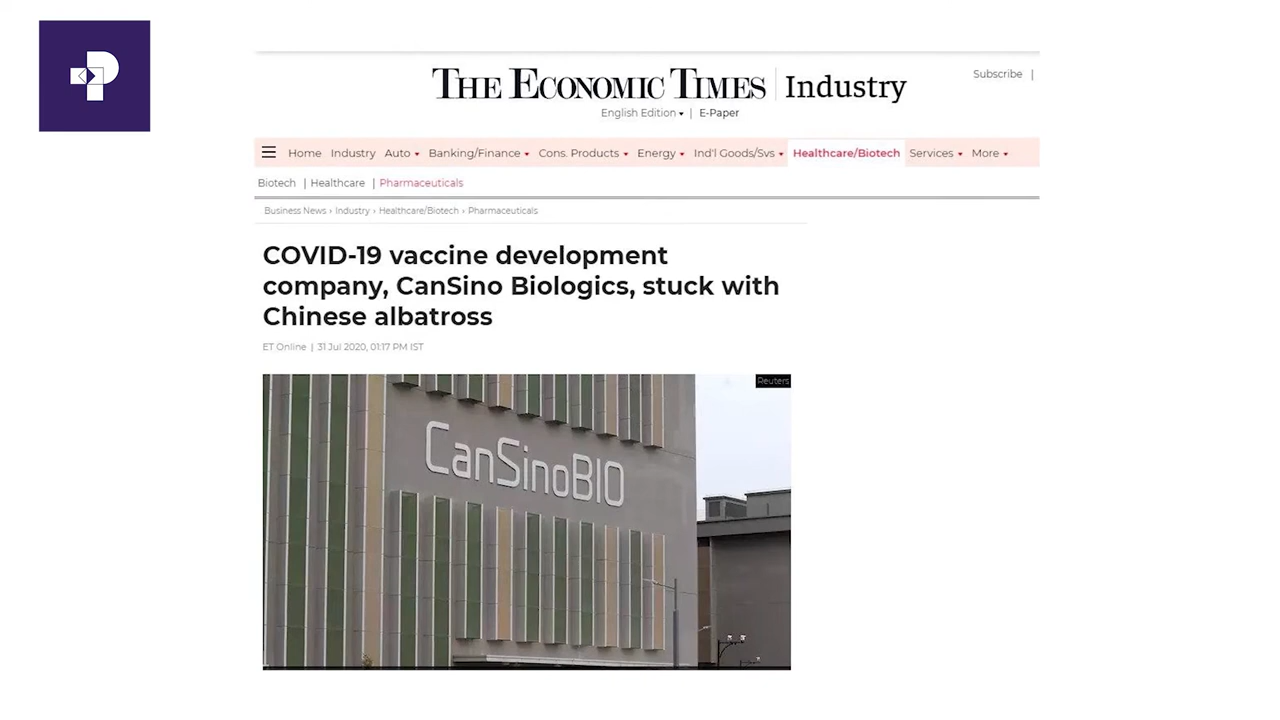 THE ECONOMIC TIMES | Industry
Subscribe |
English Edition | E-Paper
Home Industry Auto Banking/Finance Cons. Products Energy Ind'l Goods/Svs Healthcare/Biotech Services More
Biotech | Healthcare | Pharmaceuticals
Business News › Industry › Healthcare/Biotech › Pharmaceuticals
COVID-19 vaccine development
company, CanSino Biologics, stuck with
Chinese albatross
ET Online | 31 Jul 2020, 01:17 PM IST
Reuters
CanSinoBIO